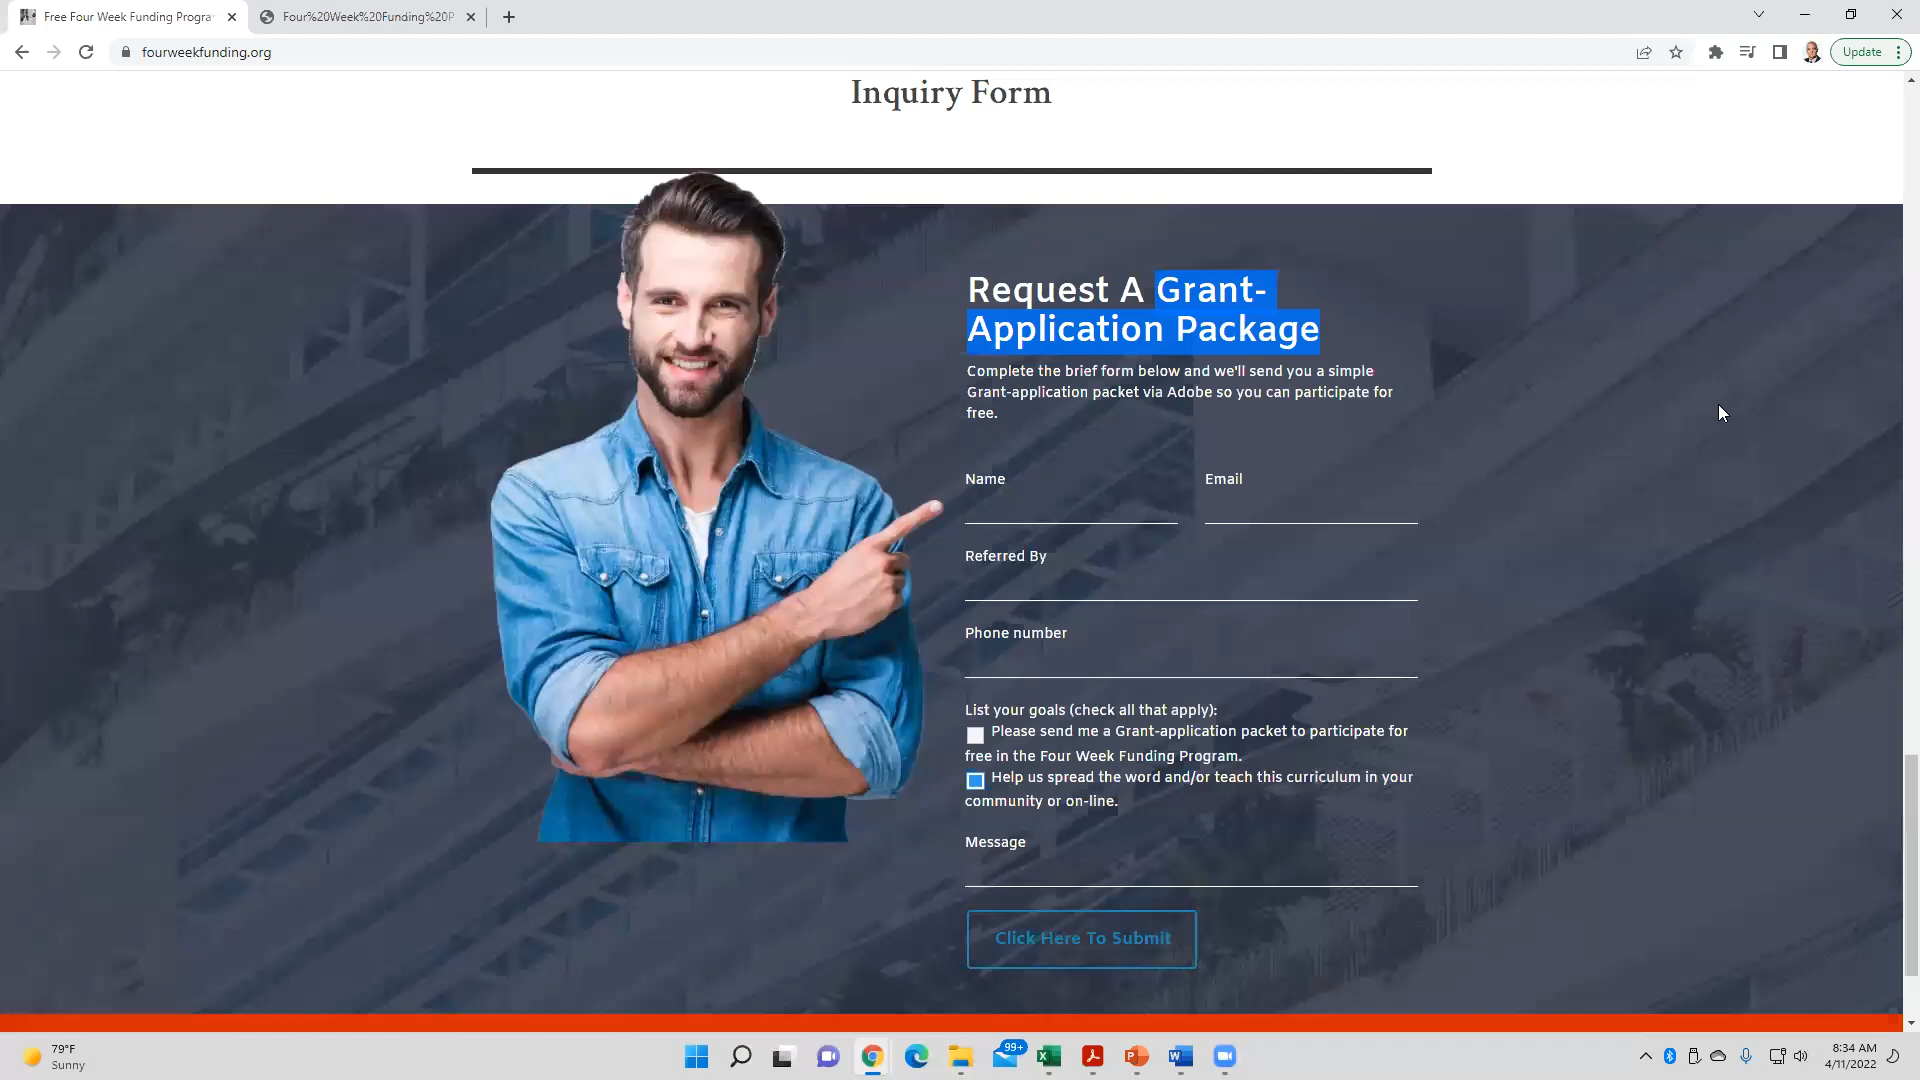 Free Four Week Funding Progra
Four%20Week%20Funding%20P
fourweekfunding.org
Update
Inquiry Form
Request A Grant-
Application Package
Complete the brief form below and we'll send you a simple
Grant-application packet via Adobe so you can participate for
free.
Name
Email
Referred By
Phone number
List your goals (check all that apply):
Please send me a Grant-application packet to participate for
free in the Four Week Funding Program.
Help us spread the word and/or teach this curriculum in your
community or on-line.
Message
Click Here To Submit
79°F
Sunny
99+
8:34 AM
4/11/2022